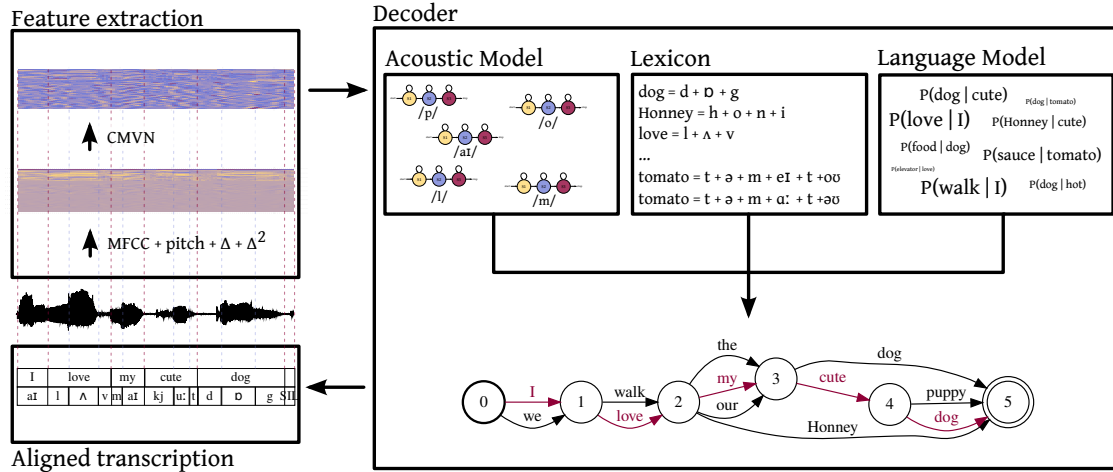 Feature extraction
CMVN
MFCC + pitch + Δ + Δ²
I love my cute dog
aɪ l ʌ v m aɪ kj uː t d ɒ g SIL
Aligned transcription
Decoder
Acoustic Model
/p/
/o/
/aɪ/
/l/
/m/
Lexicon
dog = d + ɒ + g
Honney = h + o + n + i
love = l + ʌ + v
...
tomato = t + ə + m + eɪ + t +oʊ
tomato = t + ə + m + ɑː + t +əʊ
Language Model
P(dog | cute) P(dog | tomato)
P(love | I) P(Honney | cute)
P(food | dog) P(sauce | tomato)
P(elevator | love)
P(walk | I) P(dog | hot)
the dog
I walk my cute puppy
we love our dog
Honney
0 1 2 3 4 5